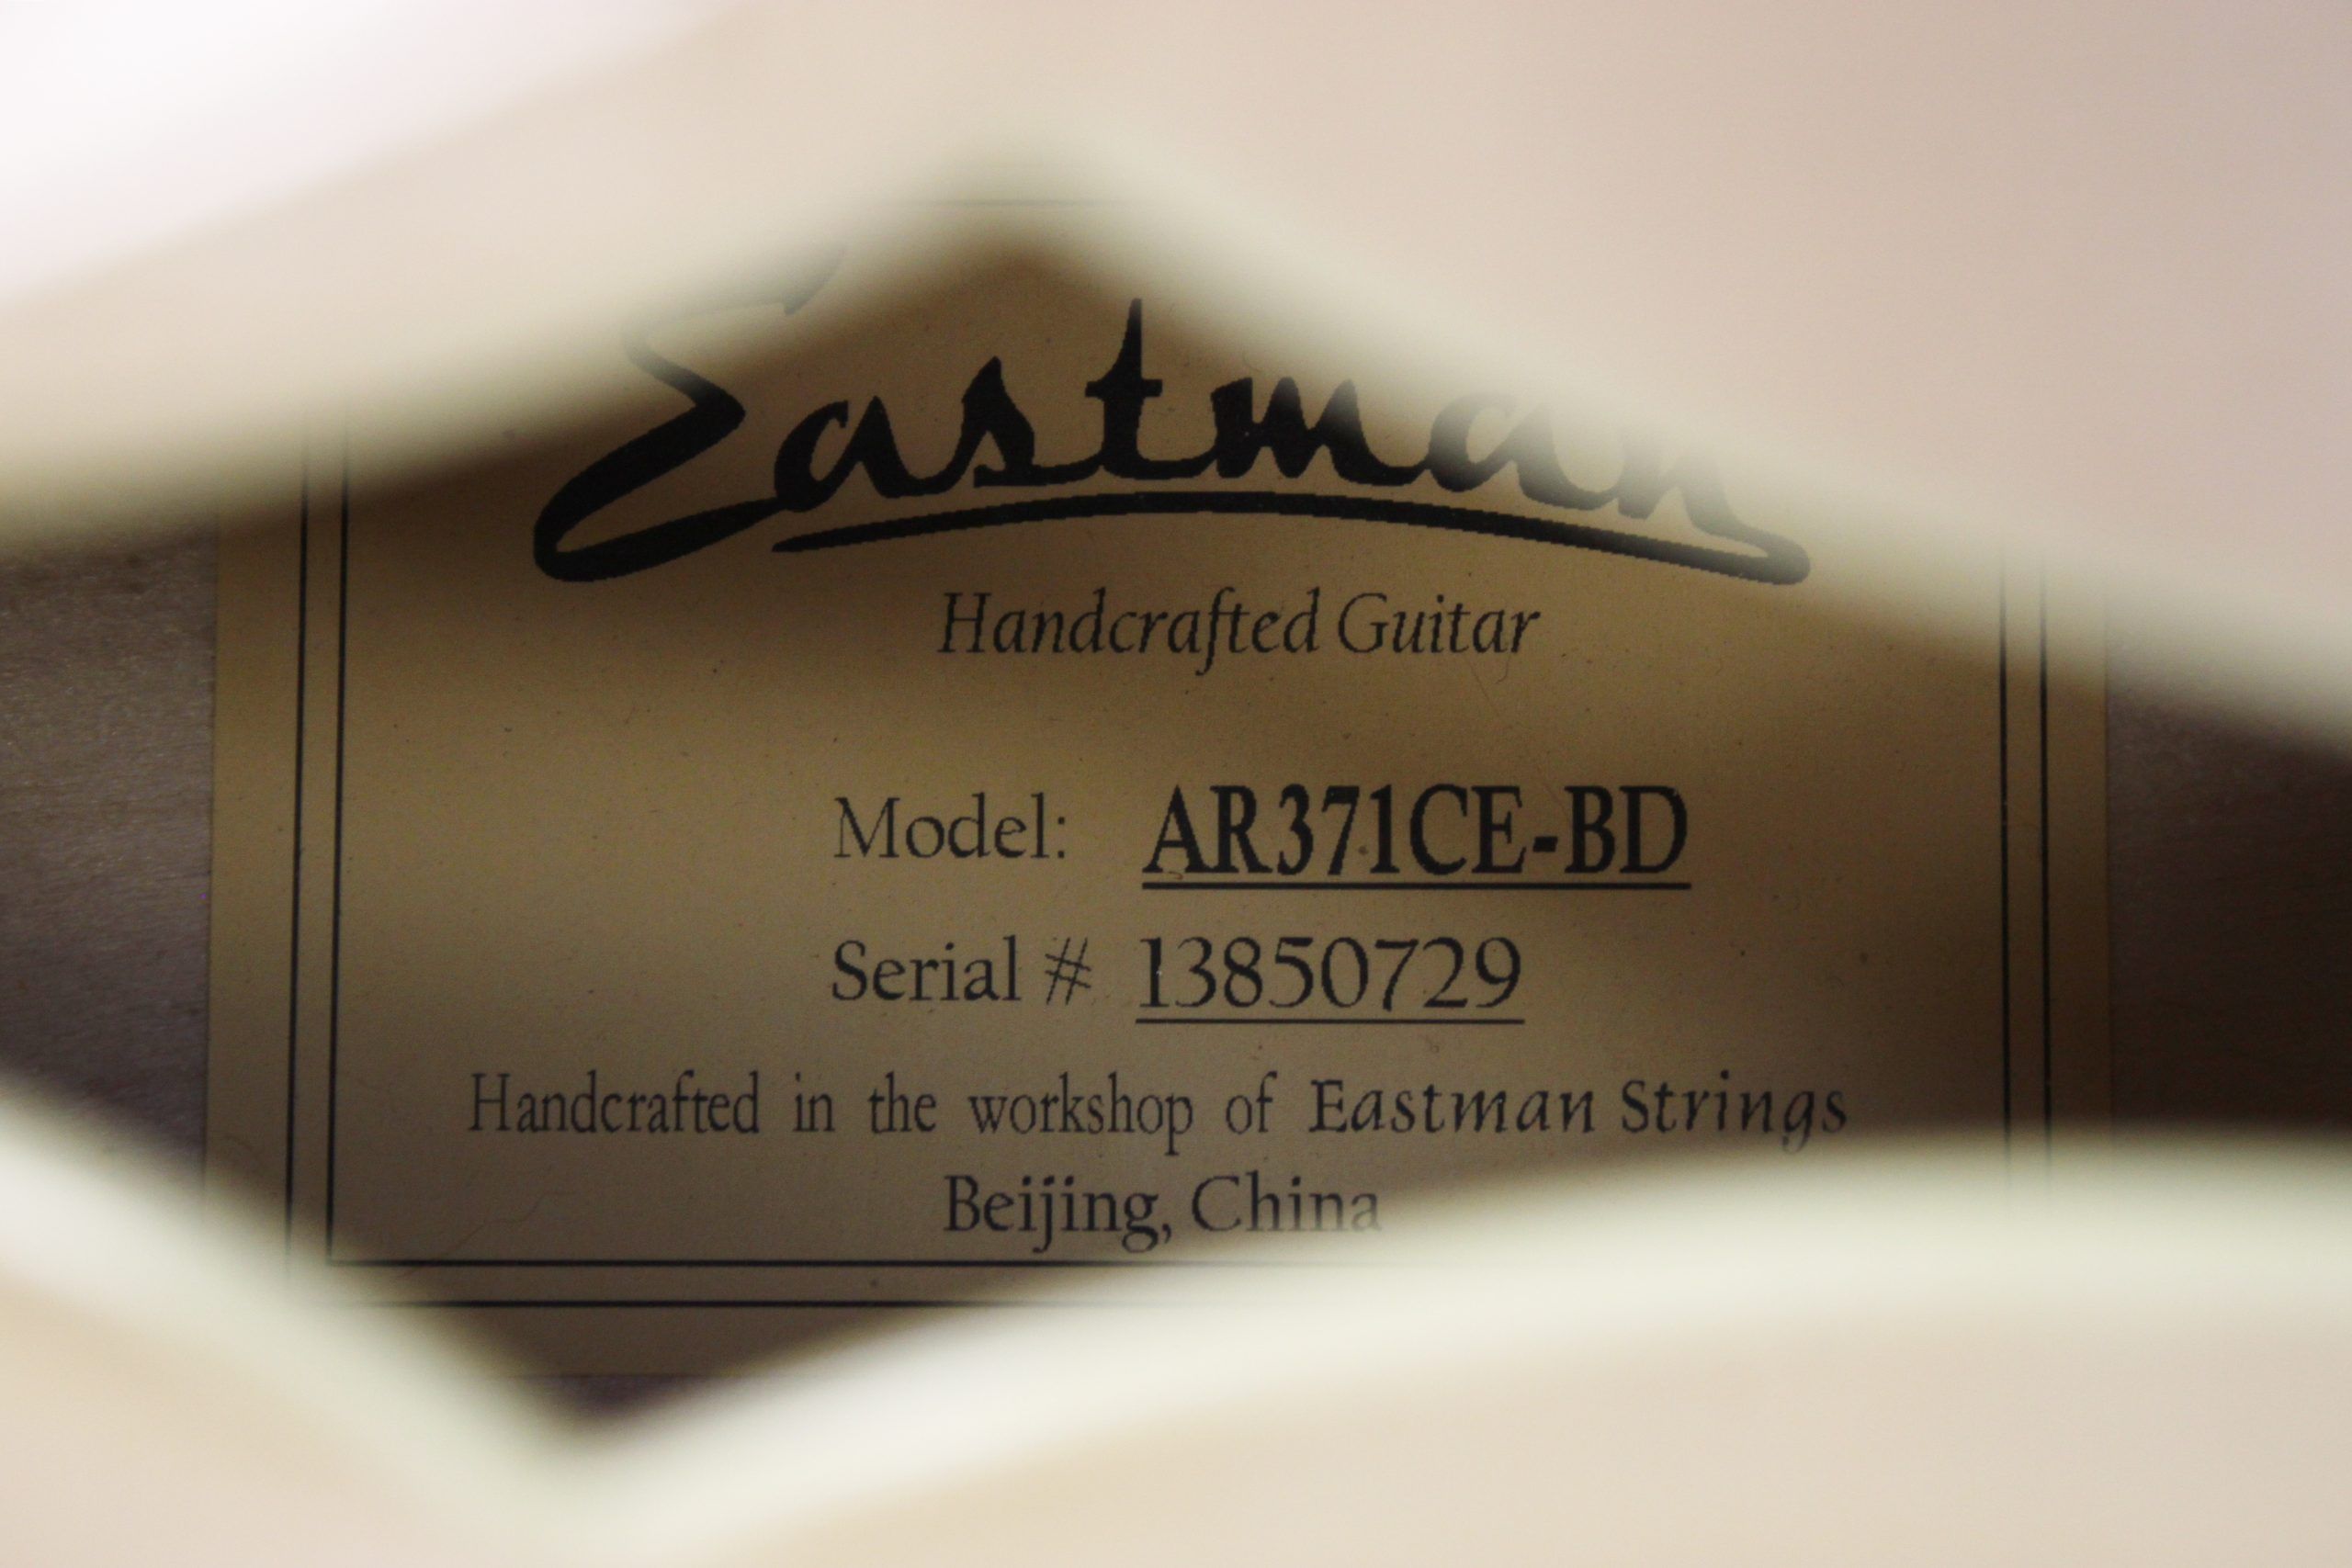 Eastman
Handcrafted Guitar
Model: AR371CE-BD
Serial # 13850729
Handcrafted in the workshop of Eastman Strings
Beijing, China